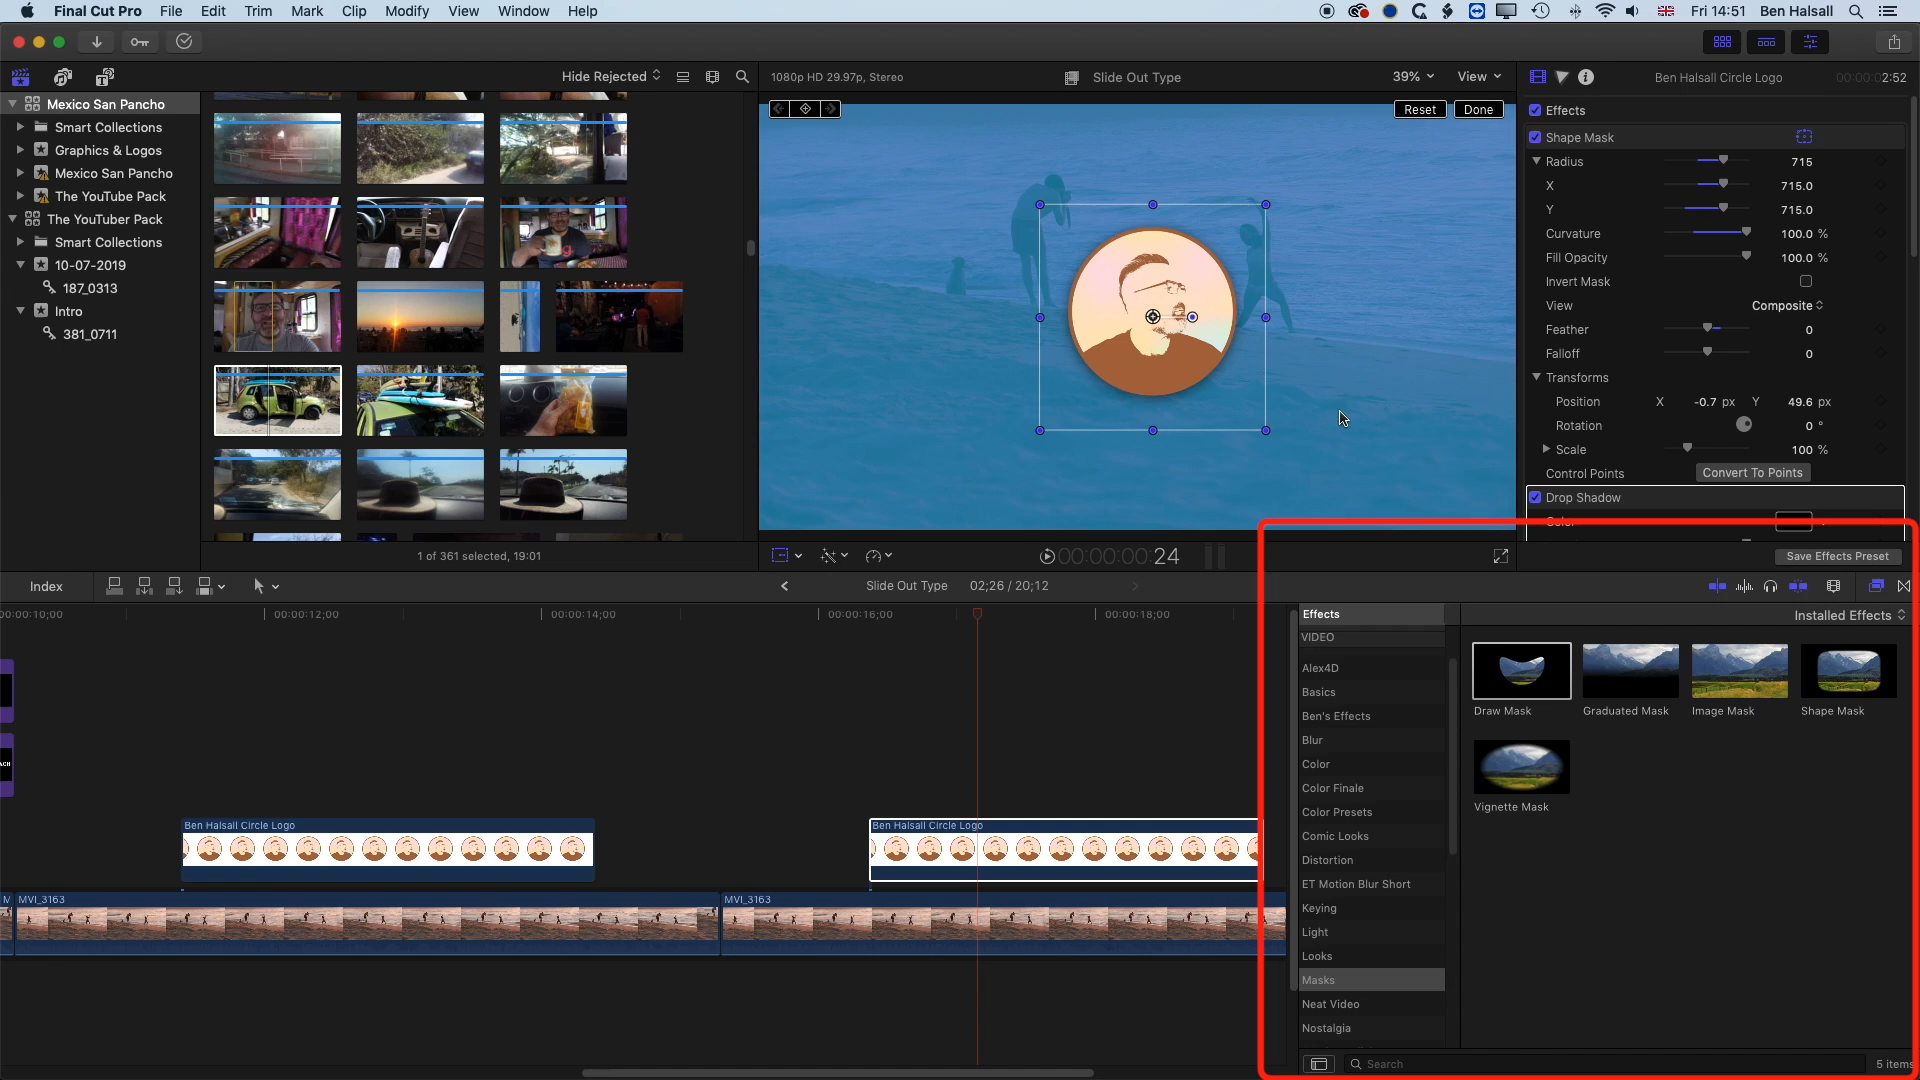 Final Cut Pro File Edit Trim Mark Clip Modify View Window Help Fri 14:51 Ben Halsall
Hide Rejected
1080p HD 29.97p, Stereo Slide Out Type 39% View
Ben Halsall Circle Logo 00:00:02:52
Mexico San Pancho
Smart Collections
Graphics & Logos
Mexico San Pancho
The YouTube Pack
The YouTuber Pack
Smart Collections
10-07-2019
187_0313
Intro
381_0711
1 of 361 selected, 19:01
Reset Done
00:00:00:24
Effects
Shape Mask
Radius 715
X 715.0
Y 715.0
Curvature 100.0 %
Fill Opacity 100.0 %
Invert Mask
View Composite
Feather 0
Falloff 0
Transforms
Position X -0.7 px Y 49.6 px
Rotation 0 °
Scale 100 %
Control Points Convert To Points
Drop Shadow
Color
Save Effects Preset
Index Slide Out Type 02;26 / 20;12
00:00:10;00 00:00:12;00 00:00:14;00 00:00:16;00 00:00:18;00
Ben Halsall Circle Logo Ben Halsall Circle Logo
M MVI_3163 MVI_3163
Effects Installed Effects
VIDEO
Alex4D
Basics
Ben's Effects
Blur
Color
Color Finale
Color Presets
Comic Looks
Distortion
ET Motion Blur Short
Keying
Light
Looks
Masks
Neat Video
Nostalgia
Draw Mask Graduated Mask Image Mask Shape Mask
Vignette Mask
Search 5 items